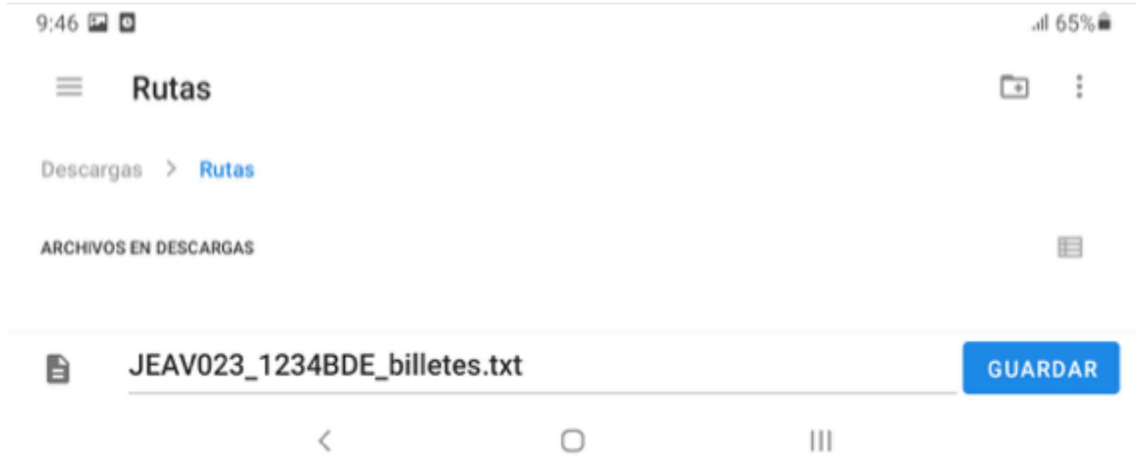 9:46 65%
Rutas
Descargas > Rutas
ARCHIVOS EN DESCARGAS
JEAV023_1234BDE_billetes.txt GUARDAR